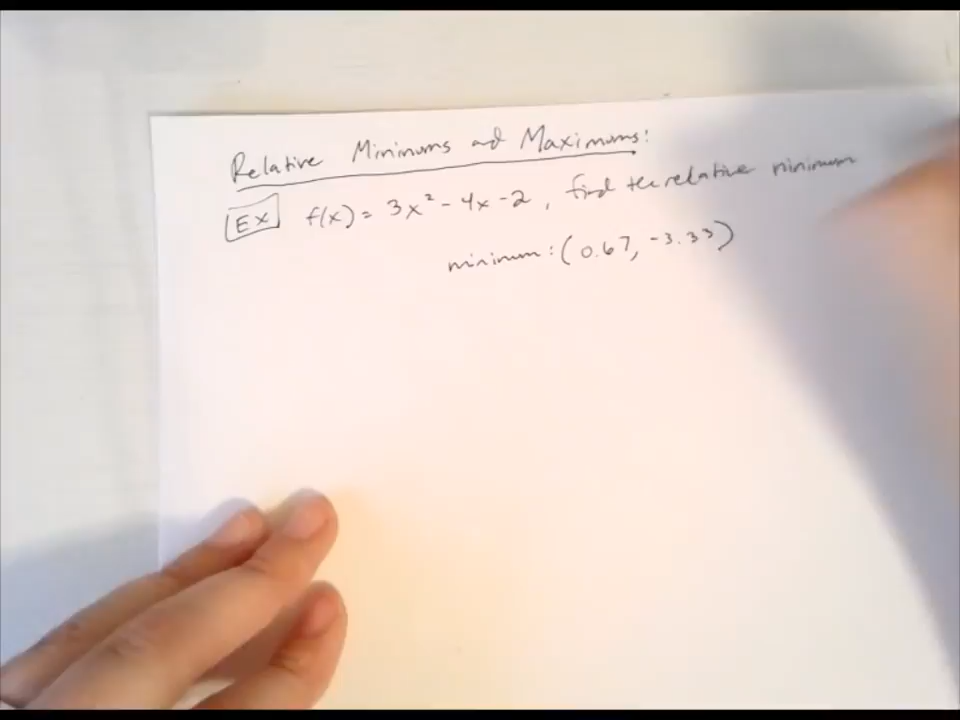 Relative Minimums and Maximums:
Ex f(x) = 3x² - 4x - 2 , find the relative minimum
minimum: (0.67, -3.33)